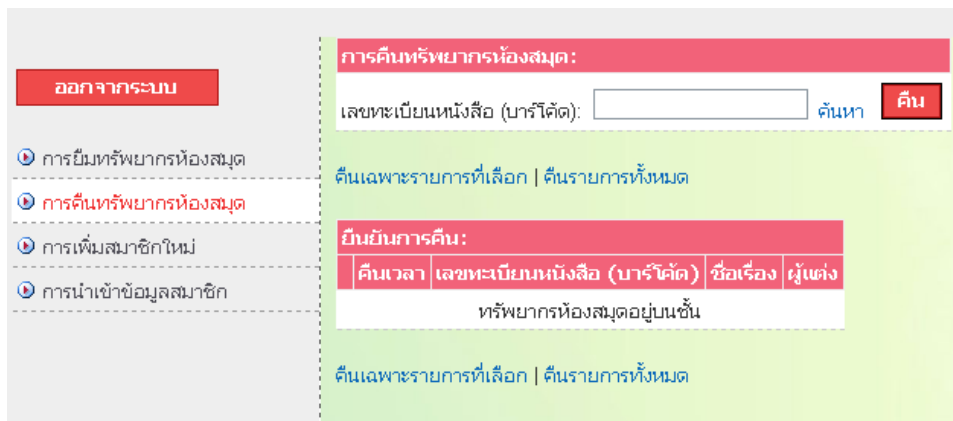 ออกจากระบบ
การยืมทรัพยากรห้องสมุด
การคืนทรัพยากรห้องสมุด
การเพิ่มสมาชิกใหม่
การนำเข้าข้อมูลสมาชิก
การคืนทรัพยากรห้องสมุด:
เลขทะเบียนหนังสือ (บาร์โค้ด): ค้นหา คืน
คืนเฉพาะรายการที่เลือก | คืนรายการทั้งหมด
ยืนยันการคืน:
คืนเวลา เลขทะเบียนหนังสือ (บาร์โค้ด) ชื่อเรื่อง ผู้แต่ง
ทรัพยากรห้องสมุดอยู่บนชั้น
คืนเฉพาะรายการที่เลือก | คืนรายการทั้งหมด